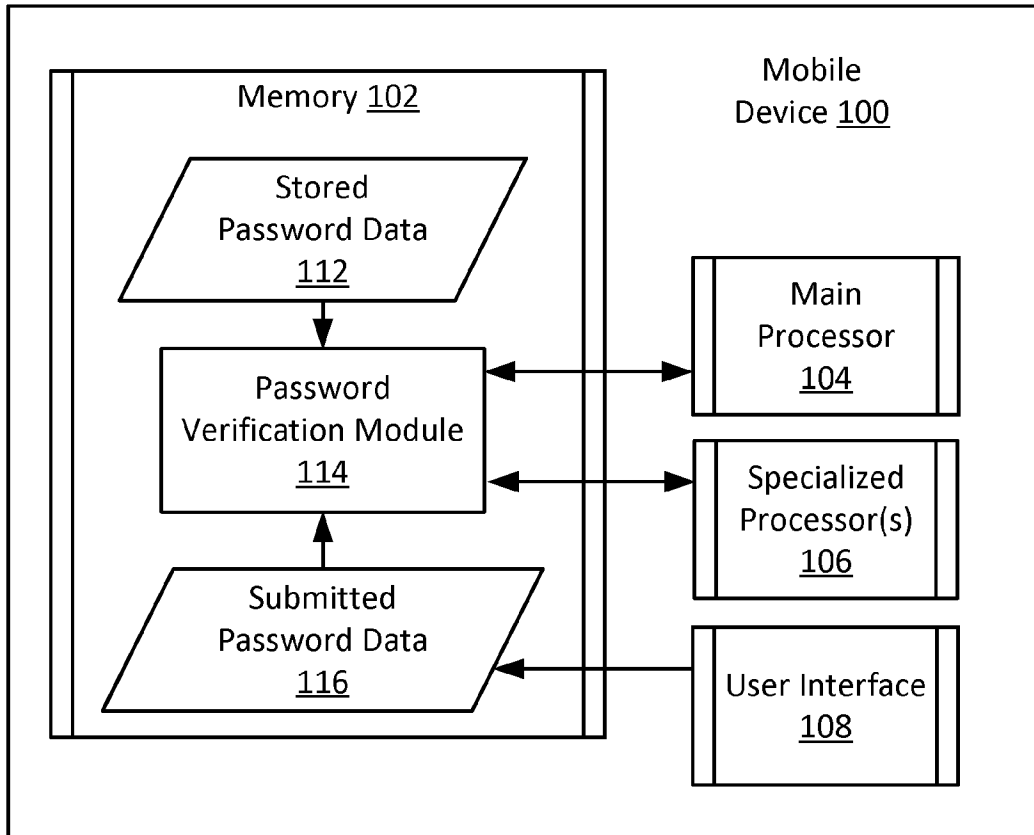 Mobile
Device 100
Memory 102
Stored
Password Data
112
Password
Verification Module
114
Submitted
Password Data
116
Main
Processor
104
Specialized
Processor(s)
106
User Interface
108